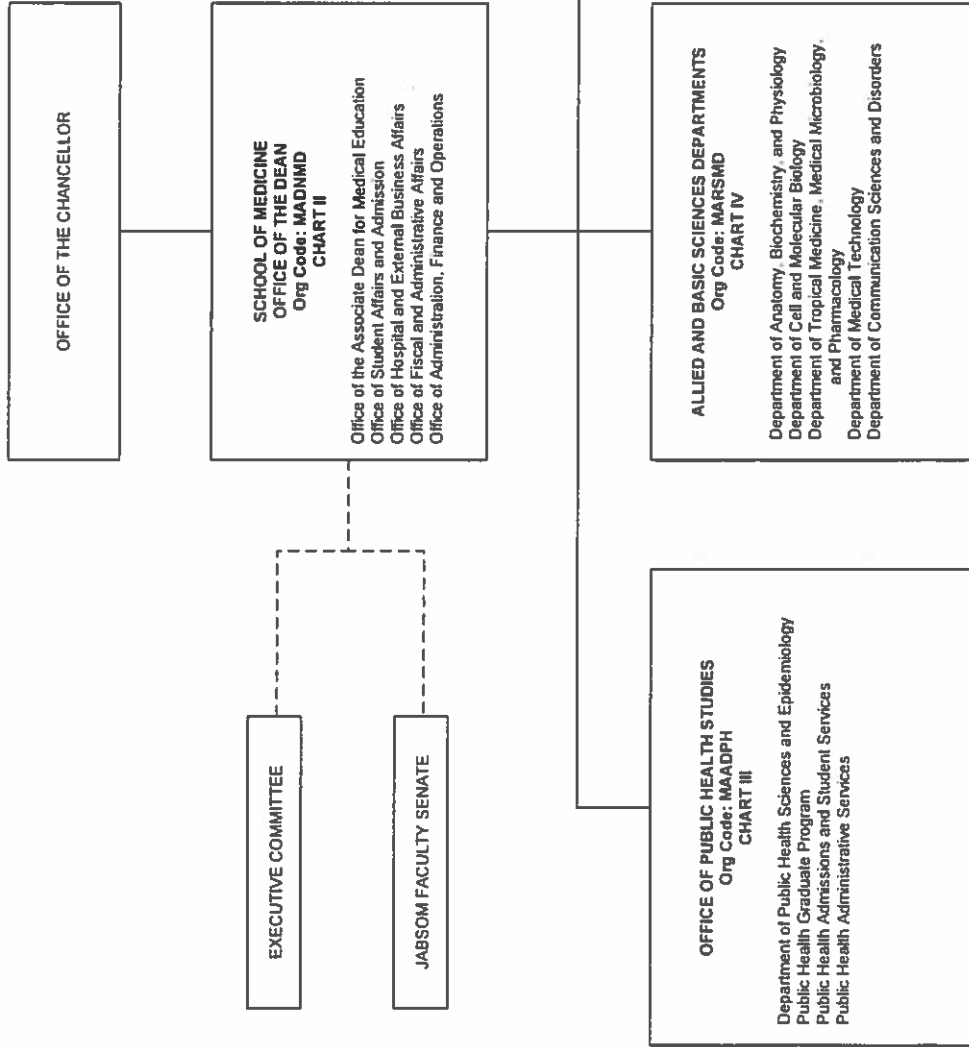 OFFICE OF THE CHANCELLOR
SCHOOL OF MEDICINE
OFFICE OF THE DEAN
Org Code: MADNMD
CHART II
Office of the Associate Dean for Medical Education
Office of Student Affairs and Admission
Office of Hospital and External Business Affairs
Office of Fiscal and Administrative Affairs
Office of Administration, Finance and Operations
EXECUTIVE COMMITTEE
JABSOM FACULTY SENATE
OFFICE OF PUBLIC HEALTH STUDIES
Org Code: MAADPH
CHART III
Department of Public Health Sciences and Epidemiology
Public Health Graduate Program
Public Health Admissions and Student Services
Public Health Administrative Services
ALLIED AND BASIC SCIENCES DEPARTMENTS
Org Code: MARSMD
CHART IV
Department of Anatomy, Biochemistry, and Physiology
Department of Cell and Molecular Biology
Department of Tropical Medicine, Medical Microbiology,
and Pharmacology
Department of Medical Technology
Department of Communication Sciences and Disorders